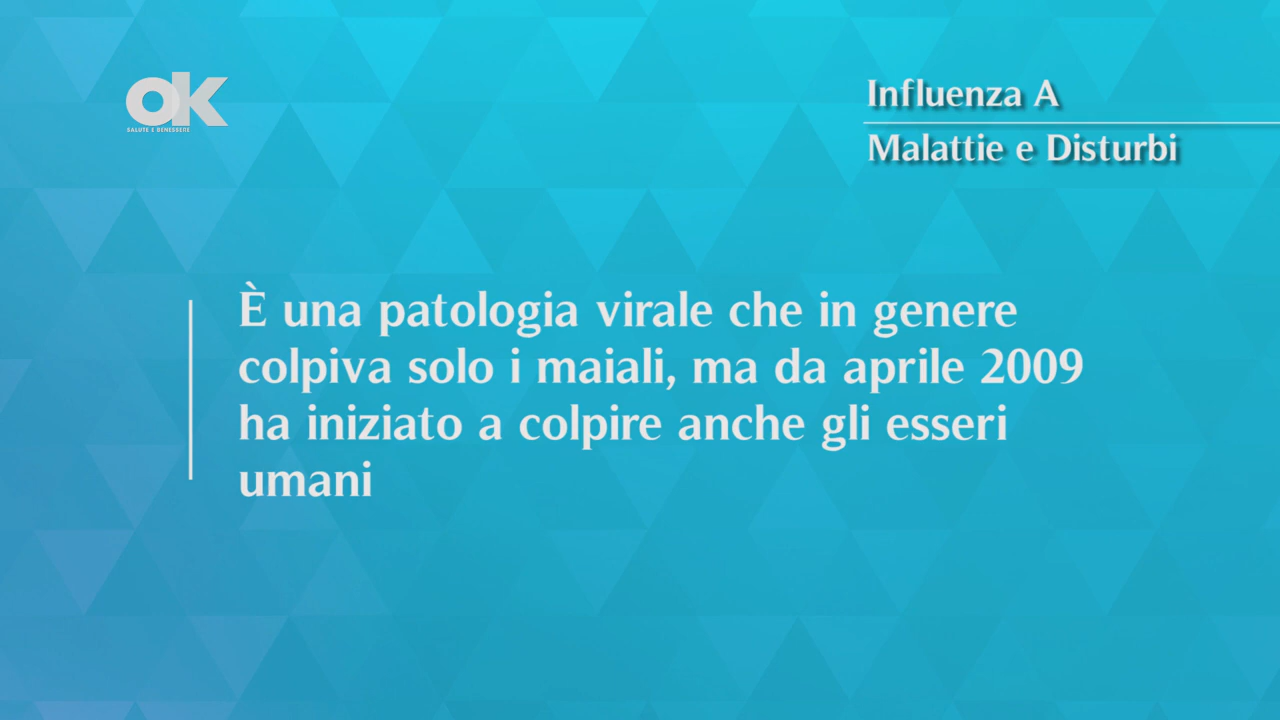 ok
SALUTE E BENESSERE
Influenza A
Malattie e Disturbi
È una patologia virale che in genere
colpiva solo i maiali, ma da aprile 2009
ha iniziato a colpire anche gli esseri
umani